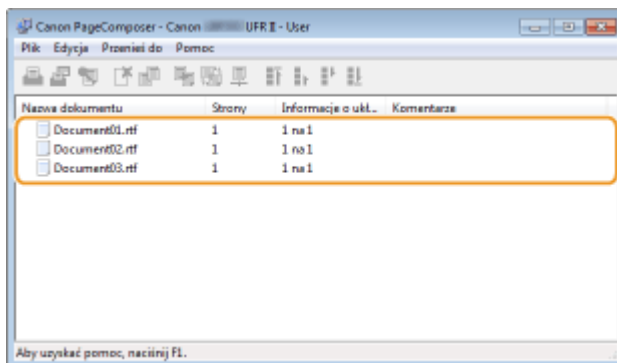 Canon PageComposer - Canon UFR II - User
Plik Edycja Przenieś do Pomoc
Nazwa dokumentu Strony Informacje o ukł... Komentarze
Document01.rtf 1 1 na 1
Document02.rtf 1 1 na 1
Document03.rtf 1 1 na 1
Aby uzyskać pomoc, naciśnij F1.